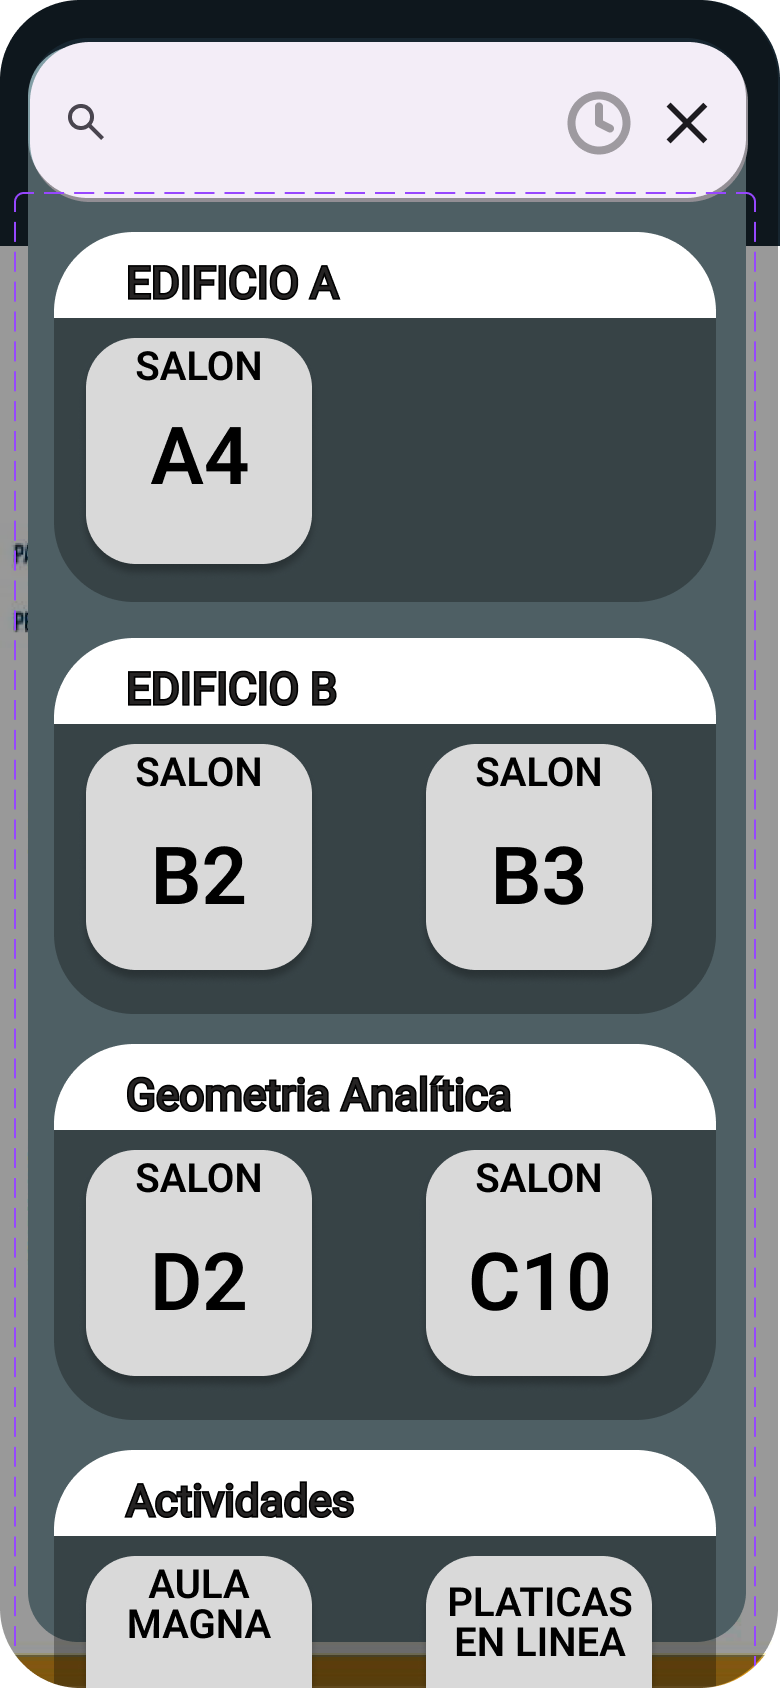 EDIFICIO A
SALON
A4
EDIFICIO B
SALON
B2
SALON
B3
Geometria Analítica
SALON
D2
SALON
C10
Actividades
AULA
MAGNA
PLATICAS
EN LINEA